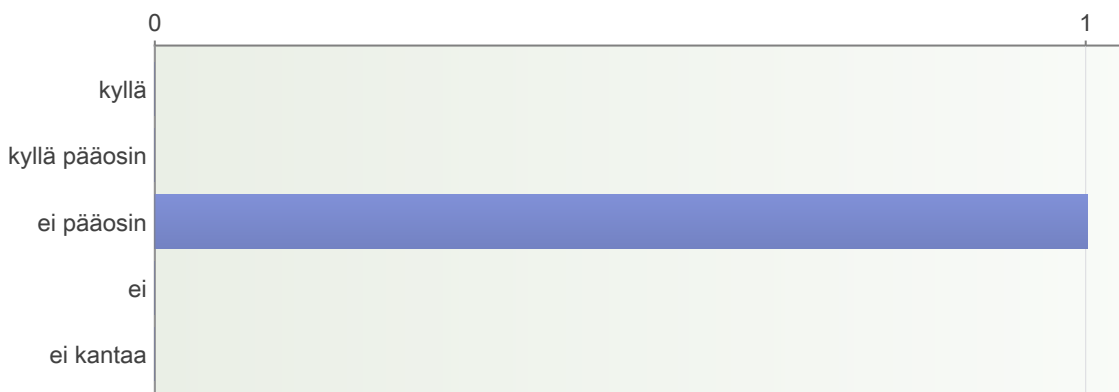 0 1
kyllä
kyllä pääosin
ei pääosin
ei
ei kantaa